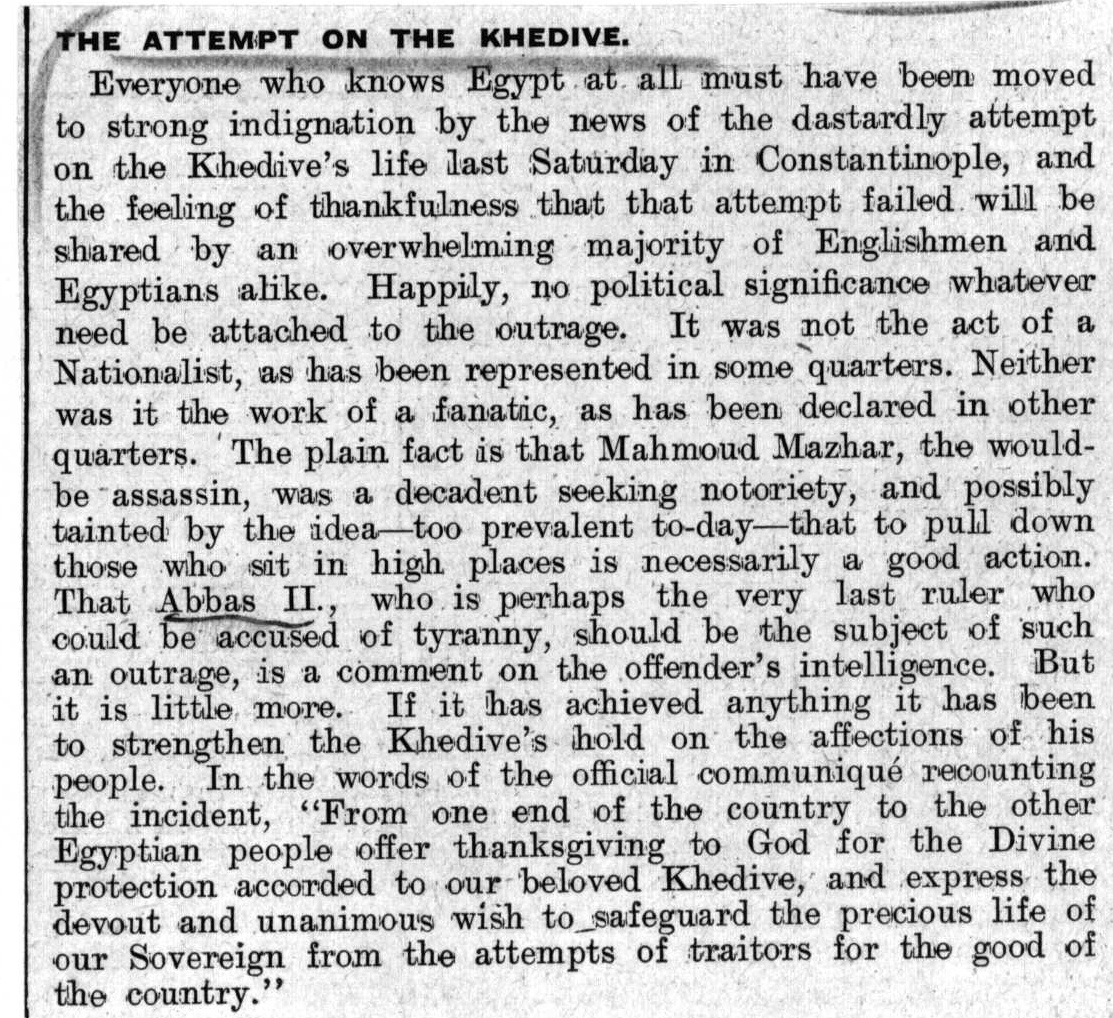 THE ATTEMPT ON THE KHEDIVE.
Everyone who knows Egypt at all must have been moved
to strong indignation by the news of the dastardly attempt
on the Khedive's life last Saturday in Constantinople, and
the feeling of thankfulness that that attempt failed will be
shared by an overwhelming majority of Englishmen and
Egyptians alike. Happily, no political significance whatever
need be attached to the outrage. It was not the act of a
Nationalist, as has been represented in some quarters. Neither
was it the work of a fanatic, as has been declared in other
quarters. The plain fact is that Mahmoud Mazhar, the would-
be assassin, was a decadent seeking notoriety, and possibly
tainted by the idea—too prevalent to-day—that to pull down
those who sit in high places is necessarily a good action.
That Abbas II., who is perhaps the very last ruler who
could be accused of tyranny, should be the subject of such
an outrage, is a comment on the offender's intelligence. But
it is little more. If it has achieved anything it has been
to strengthen the Khedive's hold on the affections of his
people. In the words of the official communiqué recounting
the incident, "From one end of the country to the other
Egyptian people offer thanksgiving to God for the Divine
protection accorded to our beloved Khedive, and express the
devout and unanimous wish to safeguard the precious life of
our Sovereign from the attempts of traitors for the good of
the country."